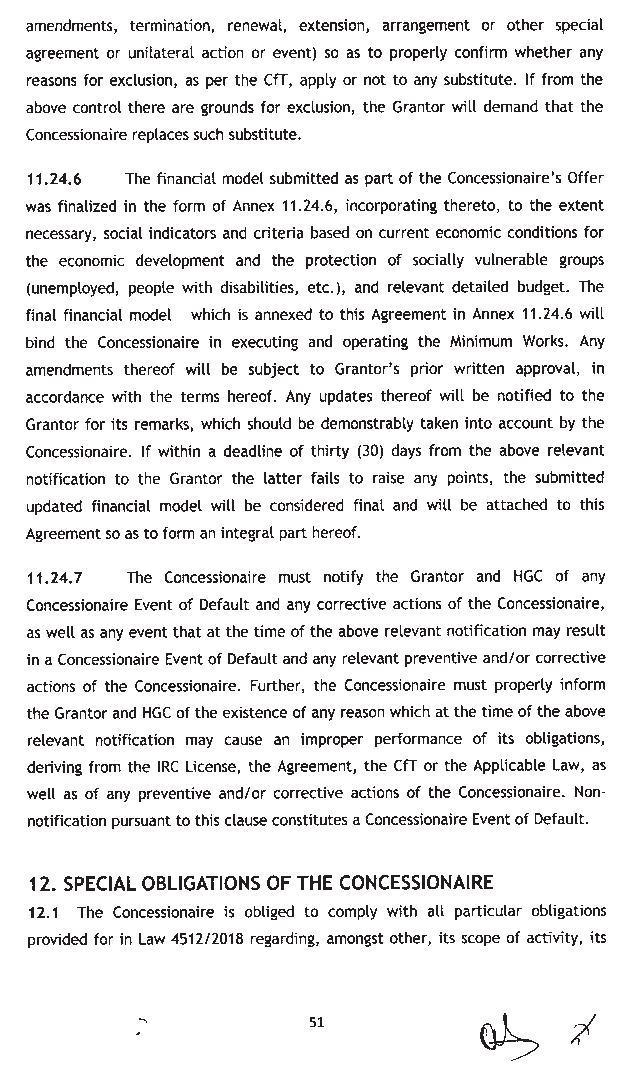 amendments, termination, renewal, extension, arrangement or other special
agreement or unilateral action or event) so as to properly confirm whether any
reasons for exclusion, as per the CfT, apply or not to any substitute. If from the
above control there are grounds for exclusion, the Grantor will demand that the
Concessionaire replaces such substitute.
11.24.6 The financial model submitted as part of the Concessionaire's Offer
was finalized in the form of Annex 11.24.6, incorporating thereto, to the extent
necessary, social indicators and criteria based on current economic conditions for
the economic development and the protection of socially vulnerable groups
(unemployed, people with disabilities, etc.), and relevant detailed budget. The
final financial model which is annexed to this Agreement in Annex 11.24.6 will
bind the Concessionaire in executing and operating the Minimum Works. Any
amendments thereof will be subject to Grantor's prior written approval, in
accordance with the terms hereof. Any updates thereof will be notified to the
Grantor for its remarks, which should be demonstrably taken into account by the
Concessionaire. If within a deadline of thirty (30) days from the above relevant
notification to the Grantor the latter fails to raise any points, the submitted
updated financial model will be considered final and will be attached to this
Agreement so as to form an integral part hereof.
11.24.7 The Concessionaire must notify the Grantor and HGC of any
Concessionaire Event of Default and any corrective actions of the Concessionaire,
as well as any event that at the time of the above relevant notification may result
in a Concessionaire Event of Default and any relevant preventive and/or corrective
actions of the Concessionaire. Further, the Concessionaire must properly inform
the Grantor and HGC of the existence of any reason which at the time of the above
relevant notification may cause an improper performance of its obligations,
deriving from the IRC License, the Agreement, the CfT or the Applicable Law, as
well as of any preventive and/or corrective actions of the Concessionaire. Non-
notification pursuant to this clause constitutes a Concessionaire Event of Default.
12. SPECIAL OBLIGATIONS OF THE CONCESSIONAIRE
12.1 The Concessionaire is obliged to comply with all particular obligations
provided for in Law 4512/2018 regarding, amongst other, its scope of activity, its
51